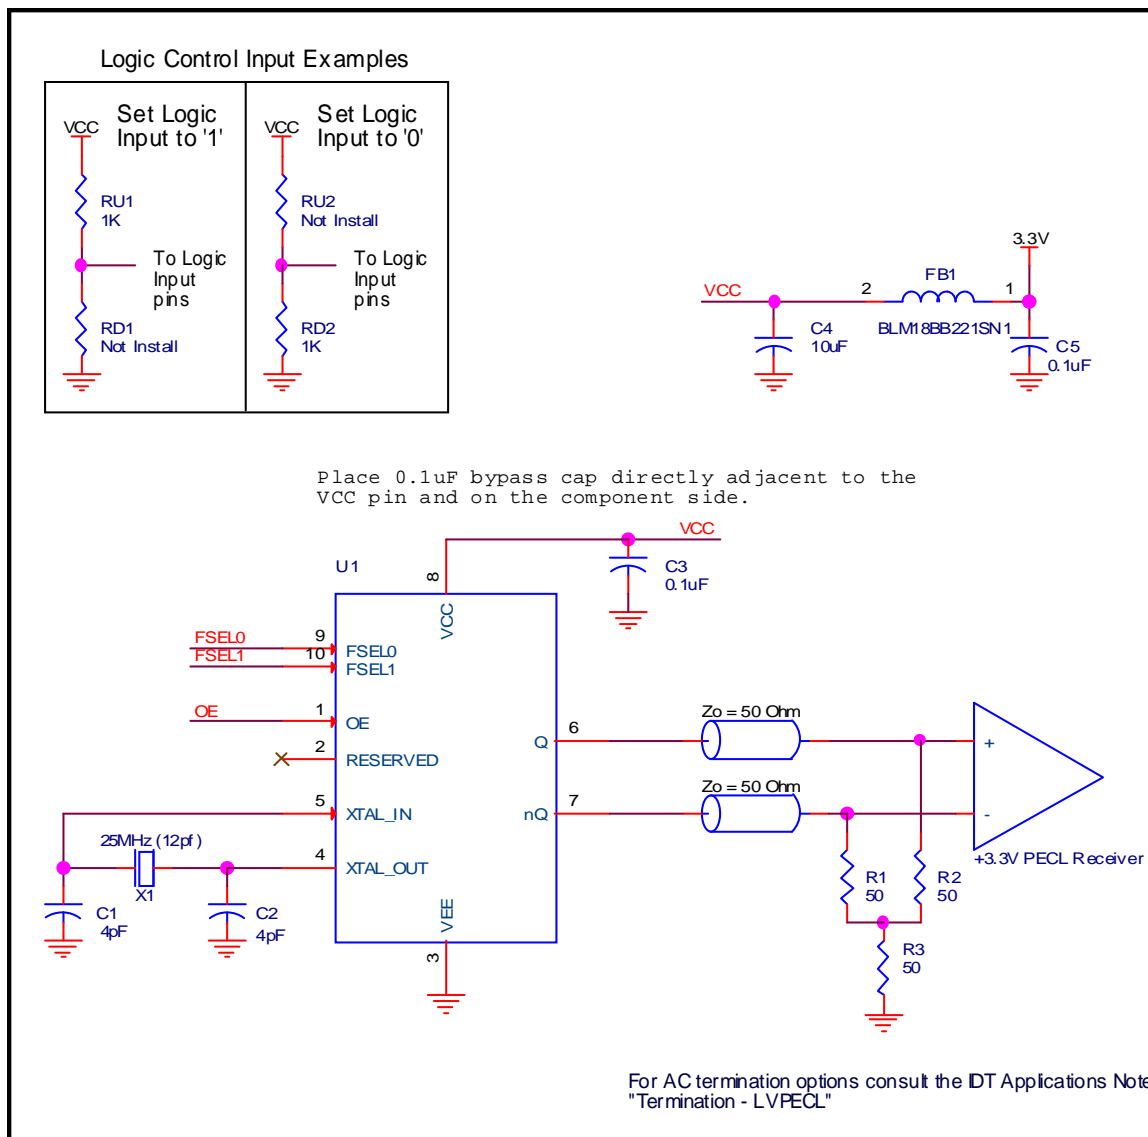 Logic Control Input Examples
Set Logic
Input to '1'
VCC
RU1
1K
To Logic
Input
pins
RD1
Not Install
Set Logic
Input to '0'
VCC
RU2
Not Install
To Logic
Input
pins
RD2
1K
3.3V
VCC
2
FB1
1
BLM18BB221SN1
C4
10uF
C5
0.1uF
Place 0.1uF bypass cap directly adjacent to the
VCC pin and on the component side.
VCC
U1
8
VCC
C3
0.1uF
FSEL0
9
FSEL0
FSEL1
10
FSEL1
OE
1
OE
2
RESERVED
5
XTAL_IN
25MHz (12pf)
4
XTAL_OUT
X1
C1
4pF
C2
4pF
VEE
3
Q
6
Zo = 50 Ohm
nQ
7
Zo = 50 Ohm
+
-
+3.3V PECL Receiver
R1
50
R2
50
R3
50
For AC termination options consult the IDT Applications Note
"Termination - LVPECL"